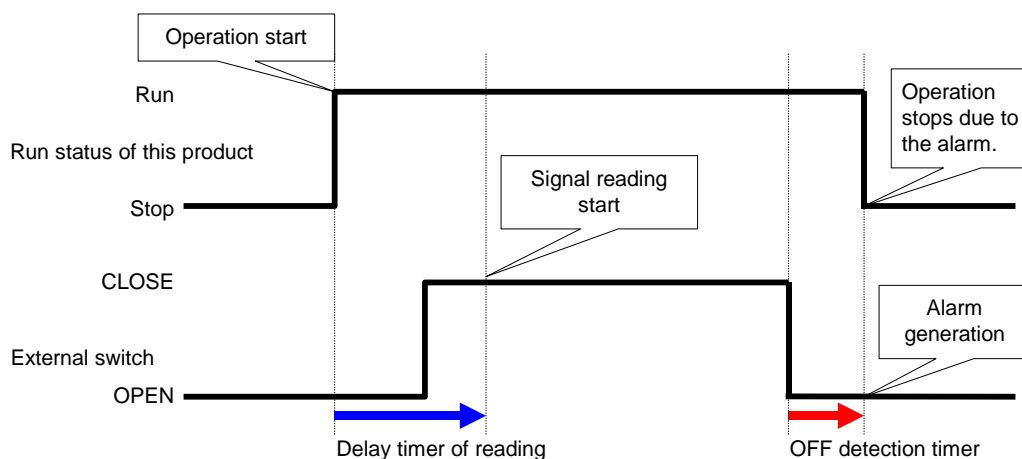 Operation start
Run
Operation
stops due to
the alarm.
Run status of this product
Signal reading
start
Stop
CLOSE
Alarm
generation
External switch
OPEN
Delay timer of reading
OFF detection timer